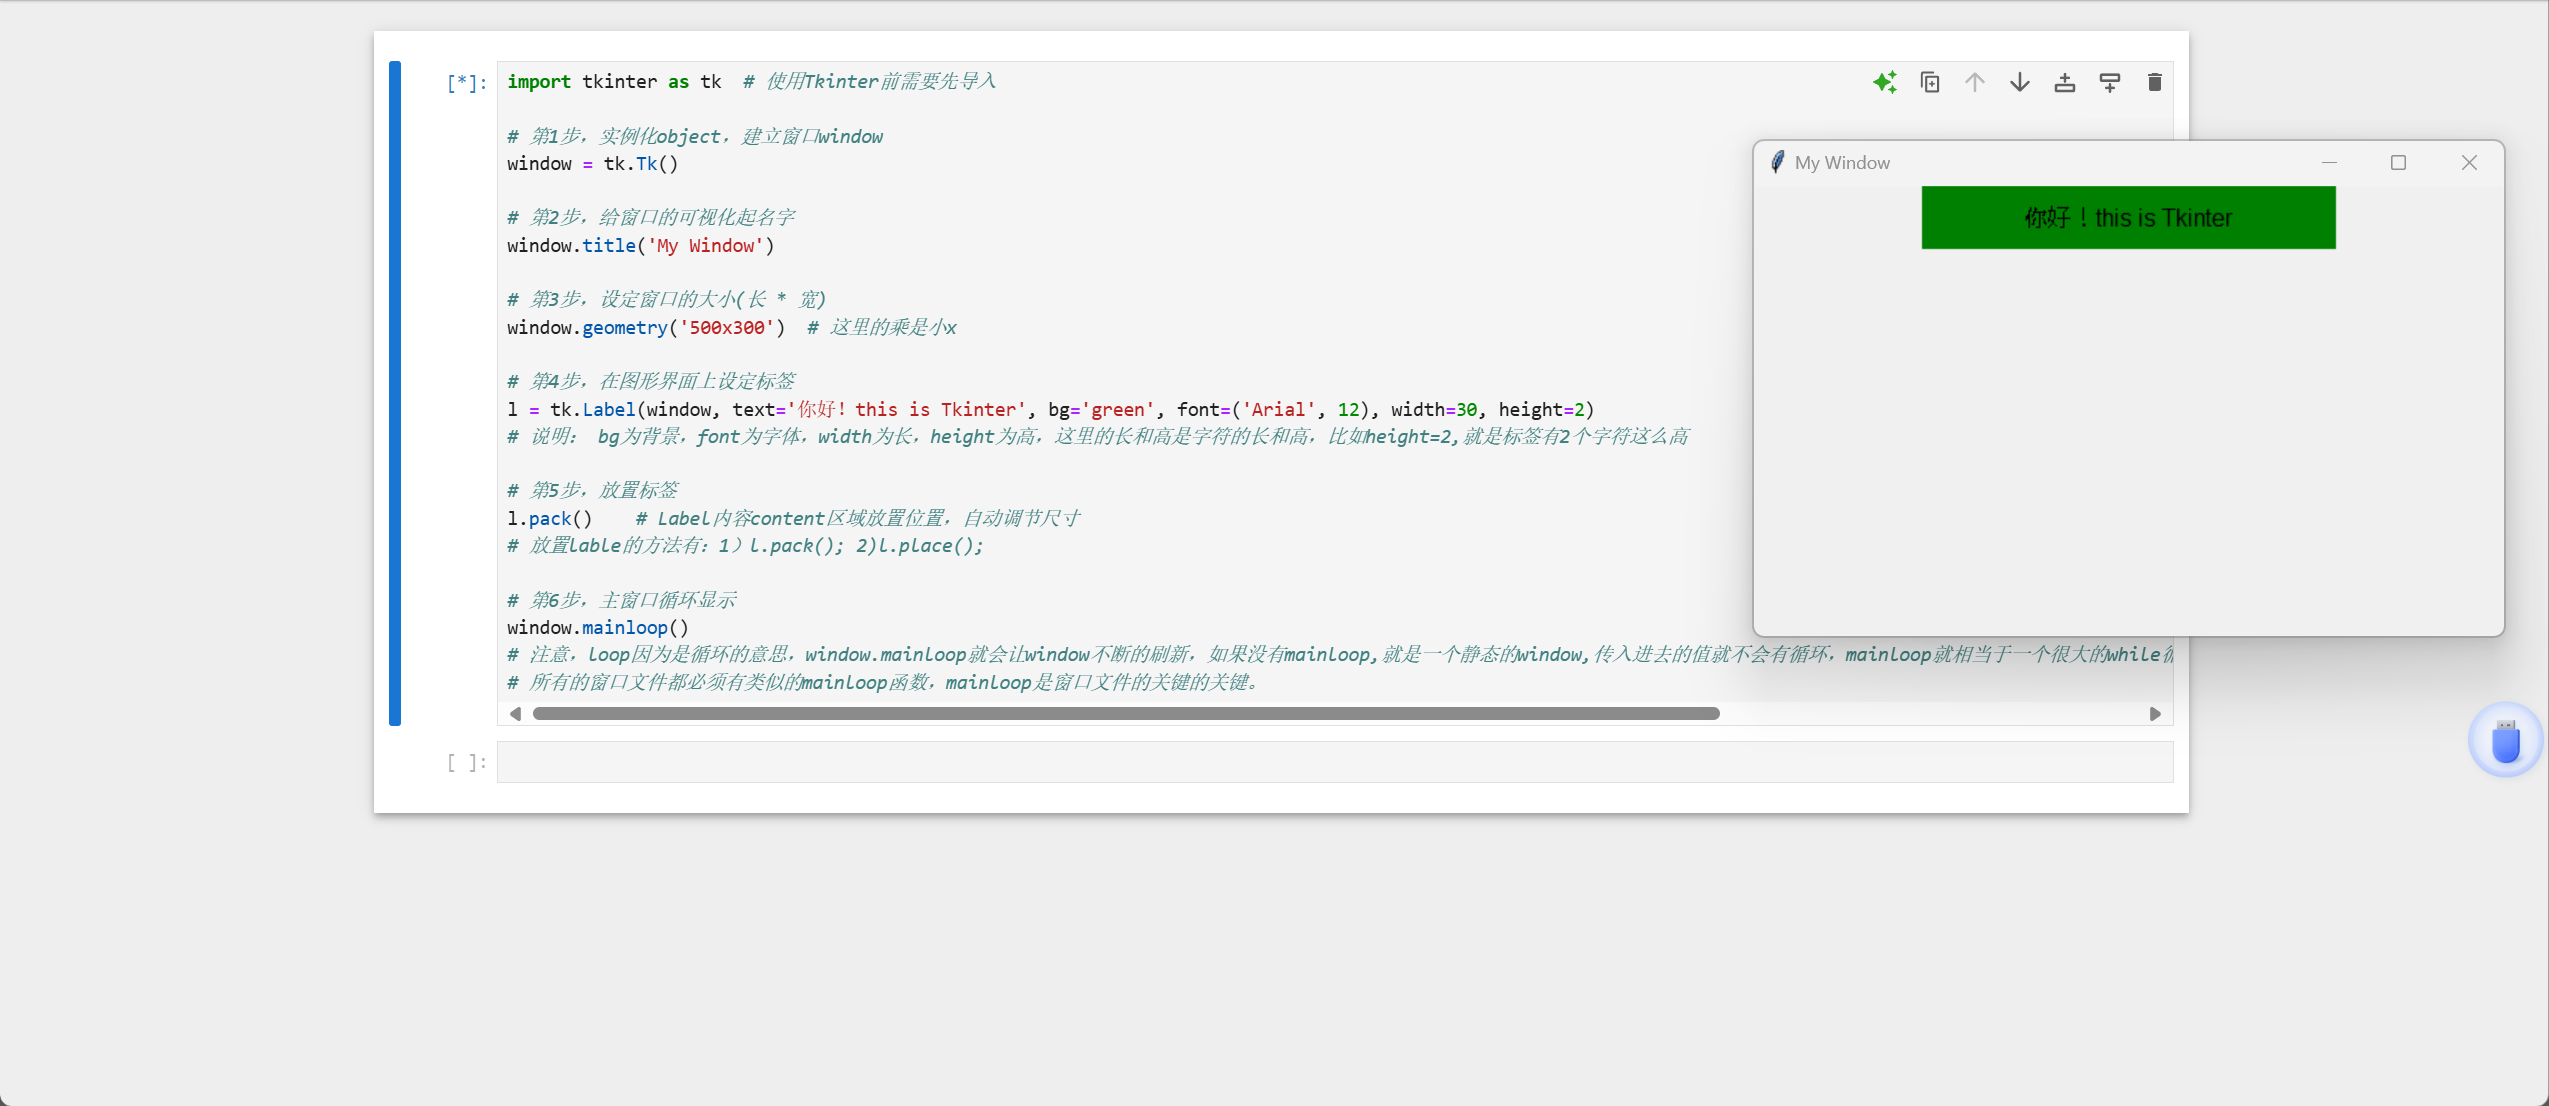 [*]:
import tkinter as tk  # 使用Tkinter前需要先导入
# 第1步，实例化object，建立窗口window
window = tk.Tk()
# 第2步，给窗口的可视化起名字
window.title('My Window')
# 第3步，设定窗口的大小(长 * 宽)
window.geometry('500x300')  # 这里的乘是小x
# 第4步，在图形界面上设定标签
l = tk.Label(window, text='你好！this is Tkinter', bg='green', font=('Arial', 12), width=30, height=2)
# 说明： bg为背景，font为字体，width为长，height为高，这里的长和高是字符的长和高，比如height=2,就是标签有2个字符这么高
# 第5步，放置标签
l.pack()    # Label内容content区域放置位置，自动调节尺寸
# 放置lable的方法有：1）l.pack(); 2)l.place();
# 第6步，主窗口循环显示
window.mainloop()
# 注意，loop因为是循环的意思，window.mainloop就会让window不断的刷新，如果没有mainloop,就是一个静态的window,传入进去的值就不会有循环，mainloop就相当于一个很大的while
# 所有的窗口文件都必须有类似的mainloop函数，mainloop是窗口文件的关键的关键。
[ ]:
My Window
你好！this is Tkinter